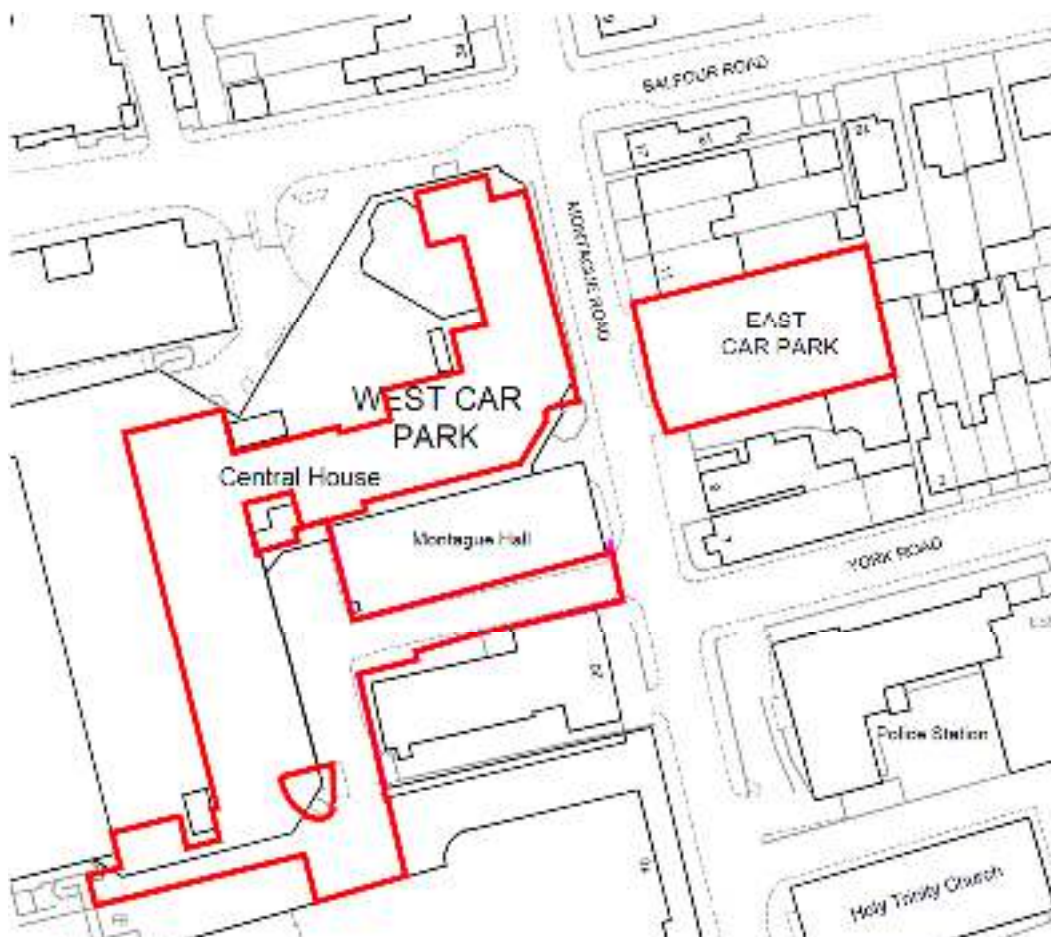 BALFOUR ROAD
MONTAGUE ROAD
11
EAST
CAR PARK
WEST CAR
PARK
Central House
Montague Hall
YORK ROAD
Police Station
Holy Trinity Church